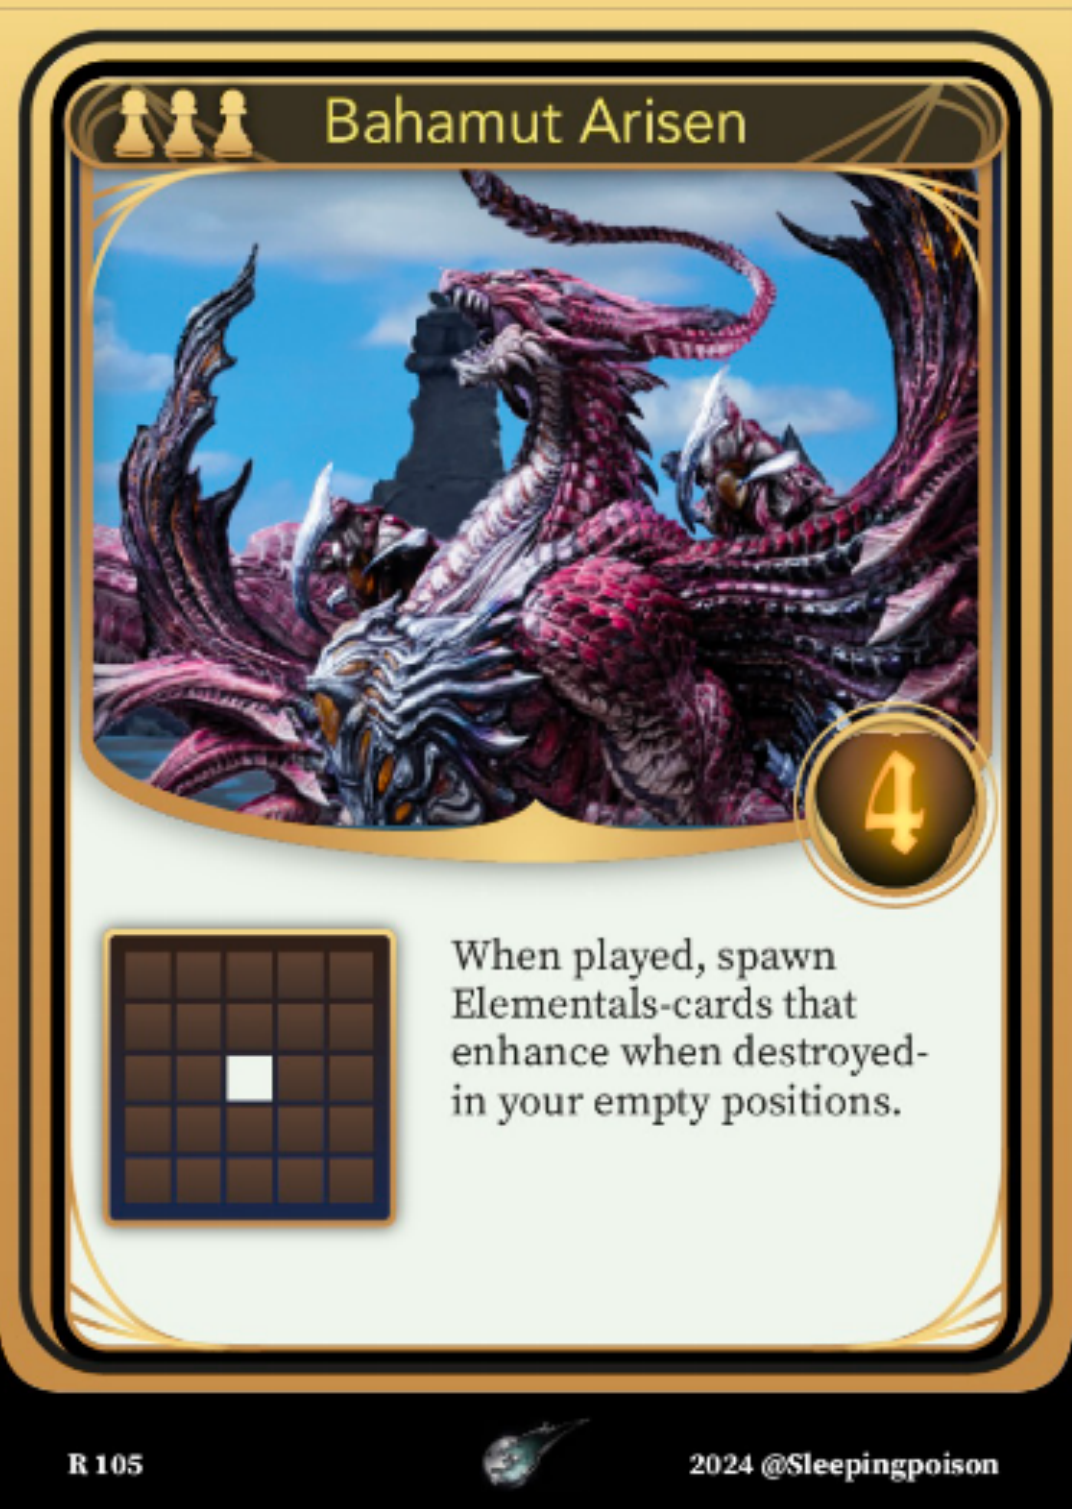 Bahamut Arisen
4
When played, spawn
Elementals-cards that
enhance when destroyed-
in your empty positions.
R 105
2024 @Sleepingpoison